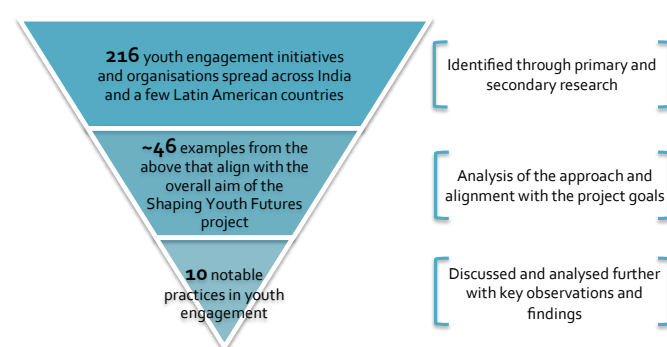 216 youth engagement initiatives
and organisations spread across India
and a few Latin American countries
Identified through primary and
secondary research
~46 examples from the
above that align with the
overall aim of the
Shaping Youth Futures
project
Analysis of the approach and
alignment with the project goals
10 notable
practices in youth
engagement
Discussed and analysed further
with key observations and
findings